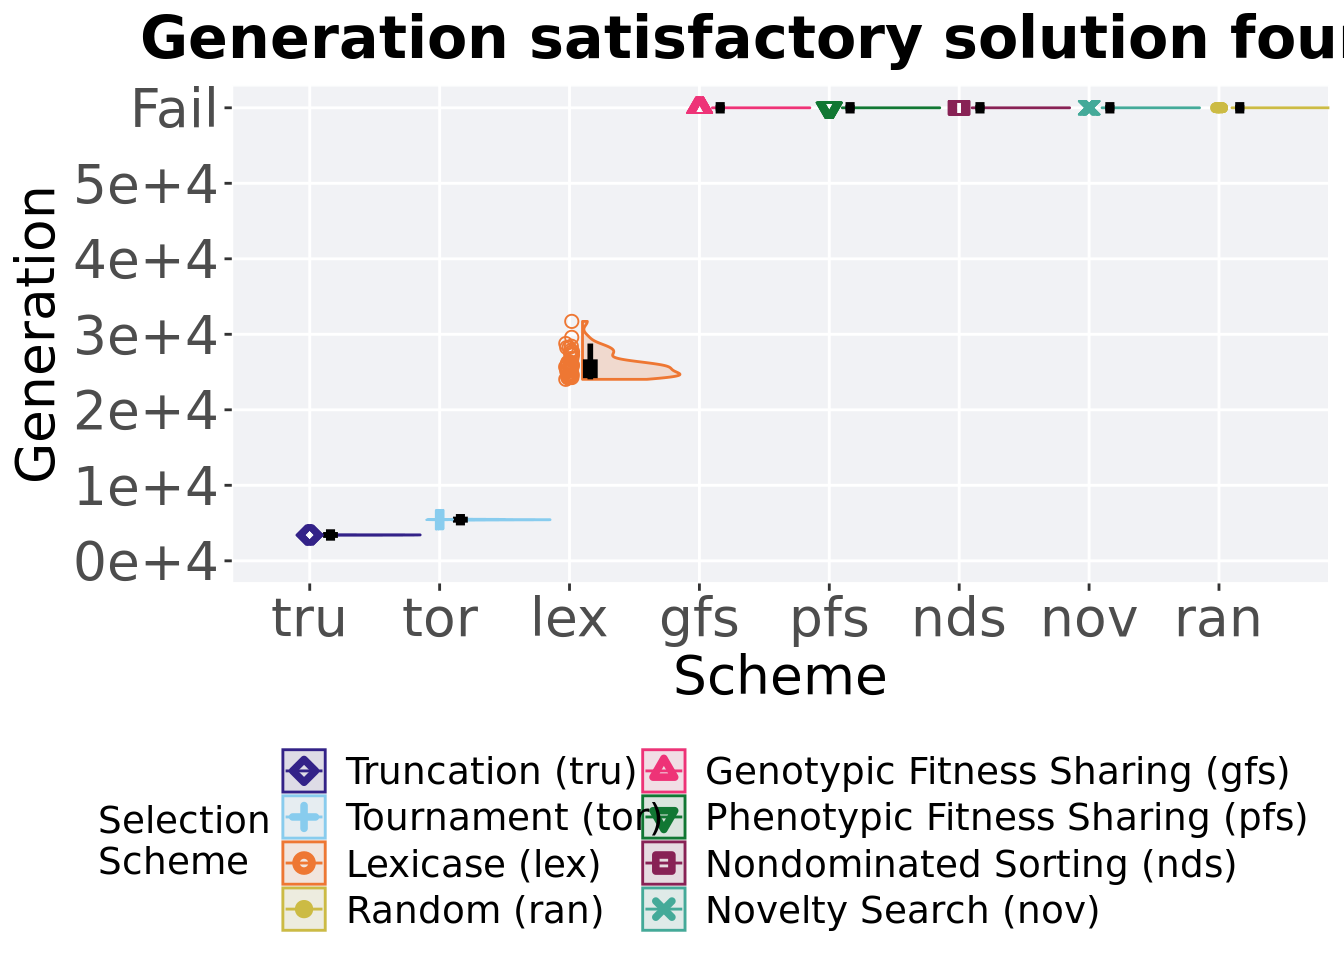 Generation satisfactory solution fou
Fail
5e+4
4e+4
3e+4
2e+4
1e+4
0e+4
Generation
tru tor lex gfs pfs nds nov ran
Scheme
Selection
Scheme
Truncation (tru) Genotypic Fitness Sharing (gfs)
Tournament (tor) Phenotypic Fitness Sharing (pfs)
Lexicase (lex) Nondominated Sorting (nds)
Random (ran) Novelty Search (nov)